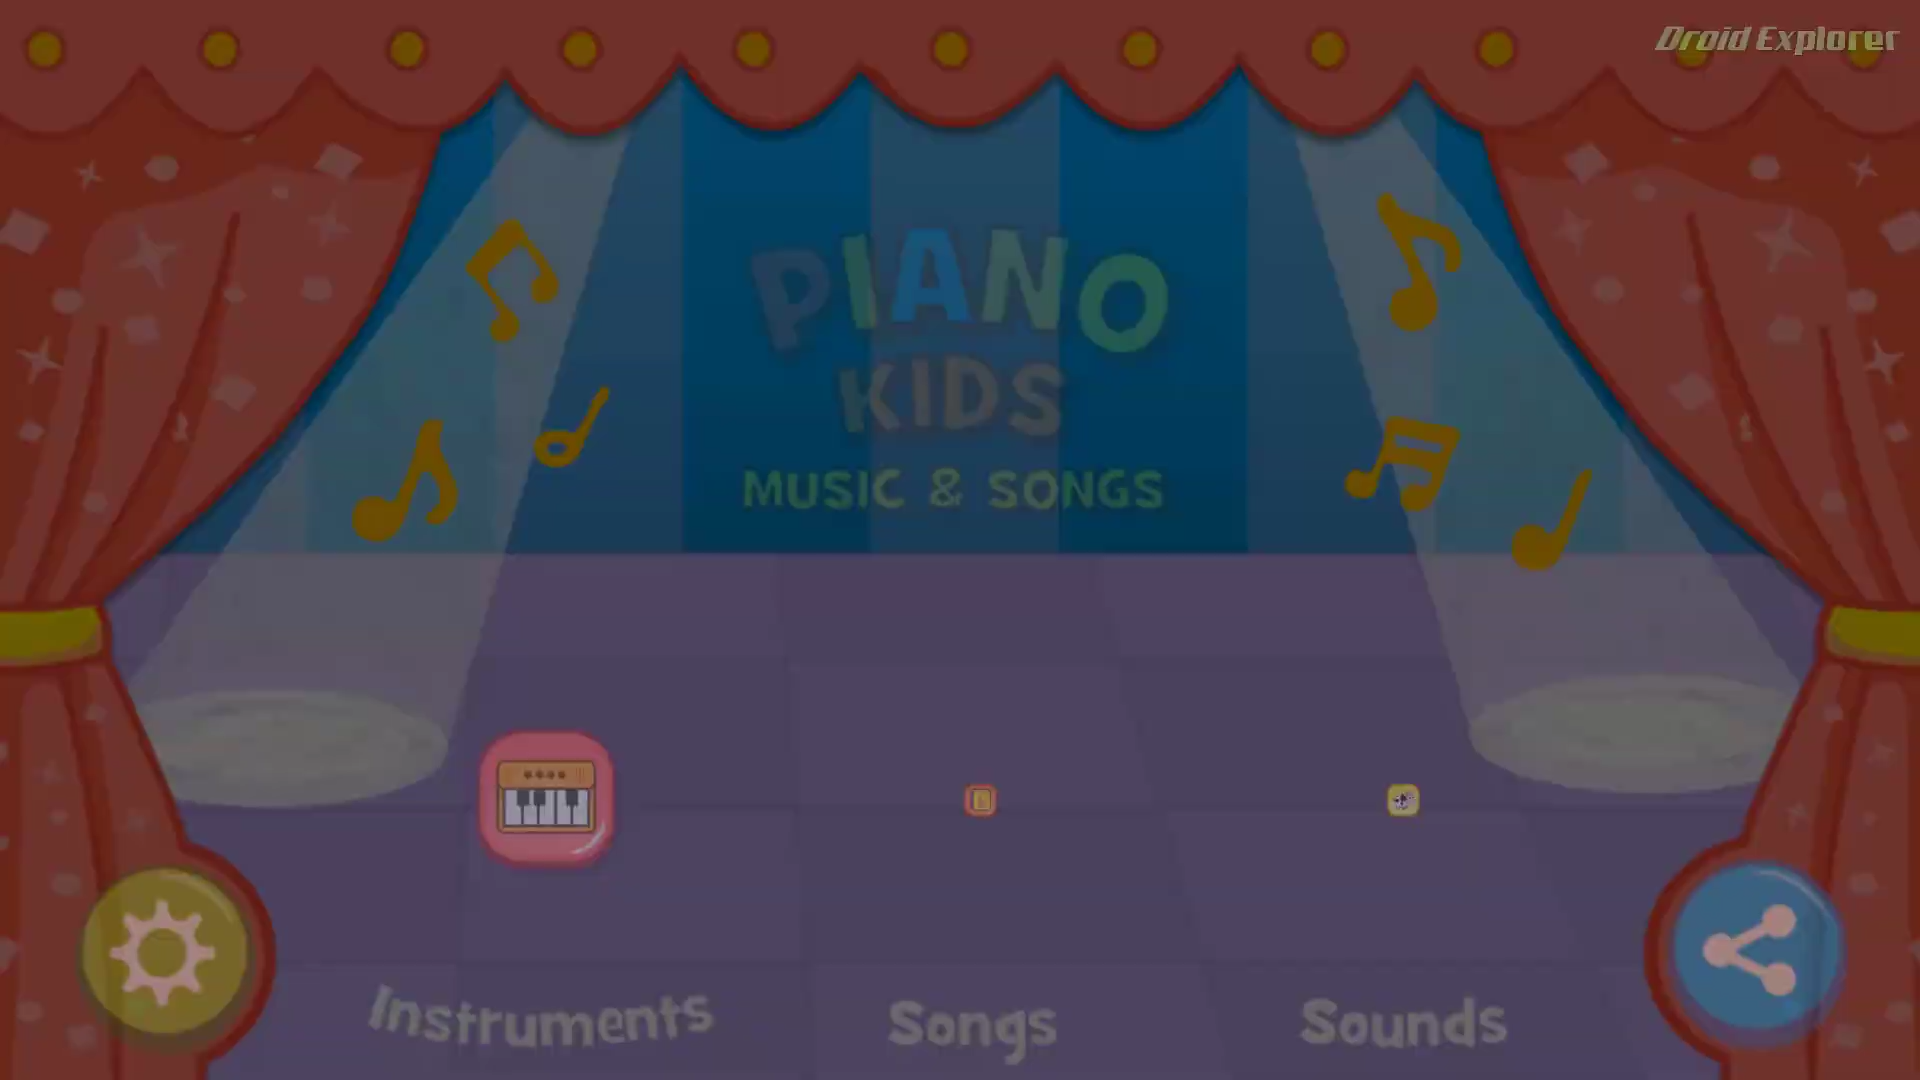 Droid Explorer
PIANO
KIDS
MUSIC & SONGS
Instruments
Songs
Sounds